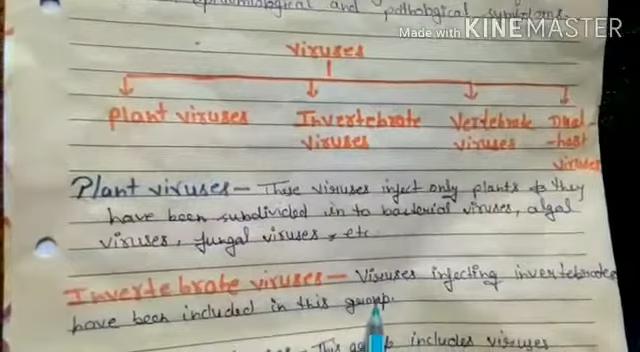 epidemiological and pathological symptoms
Made with KINEMASTER
Viruses
Plant viruses Invertebrate Vertebrate Dual-
viruses viruses -host
viruses
Plant viruses - These viruses infect only plants & they
have been subdivided in to bacterial viruses, algal
viruses, fungal viruses, etc
Invertebrate viruses - Viruses infecting invertebrates
have been included in this group.
This includes viruses